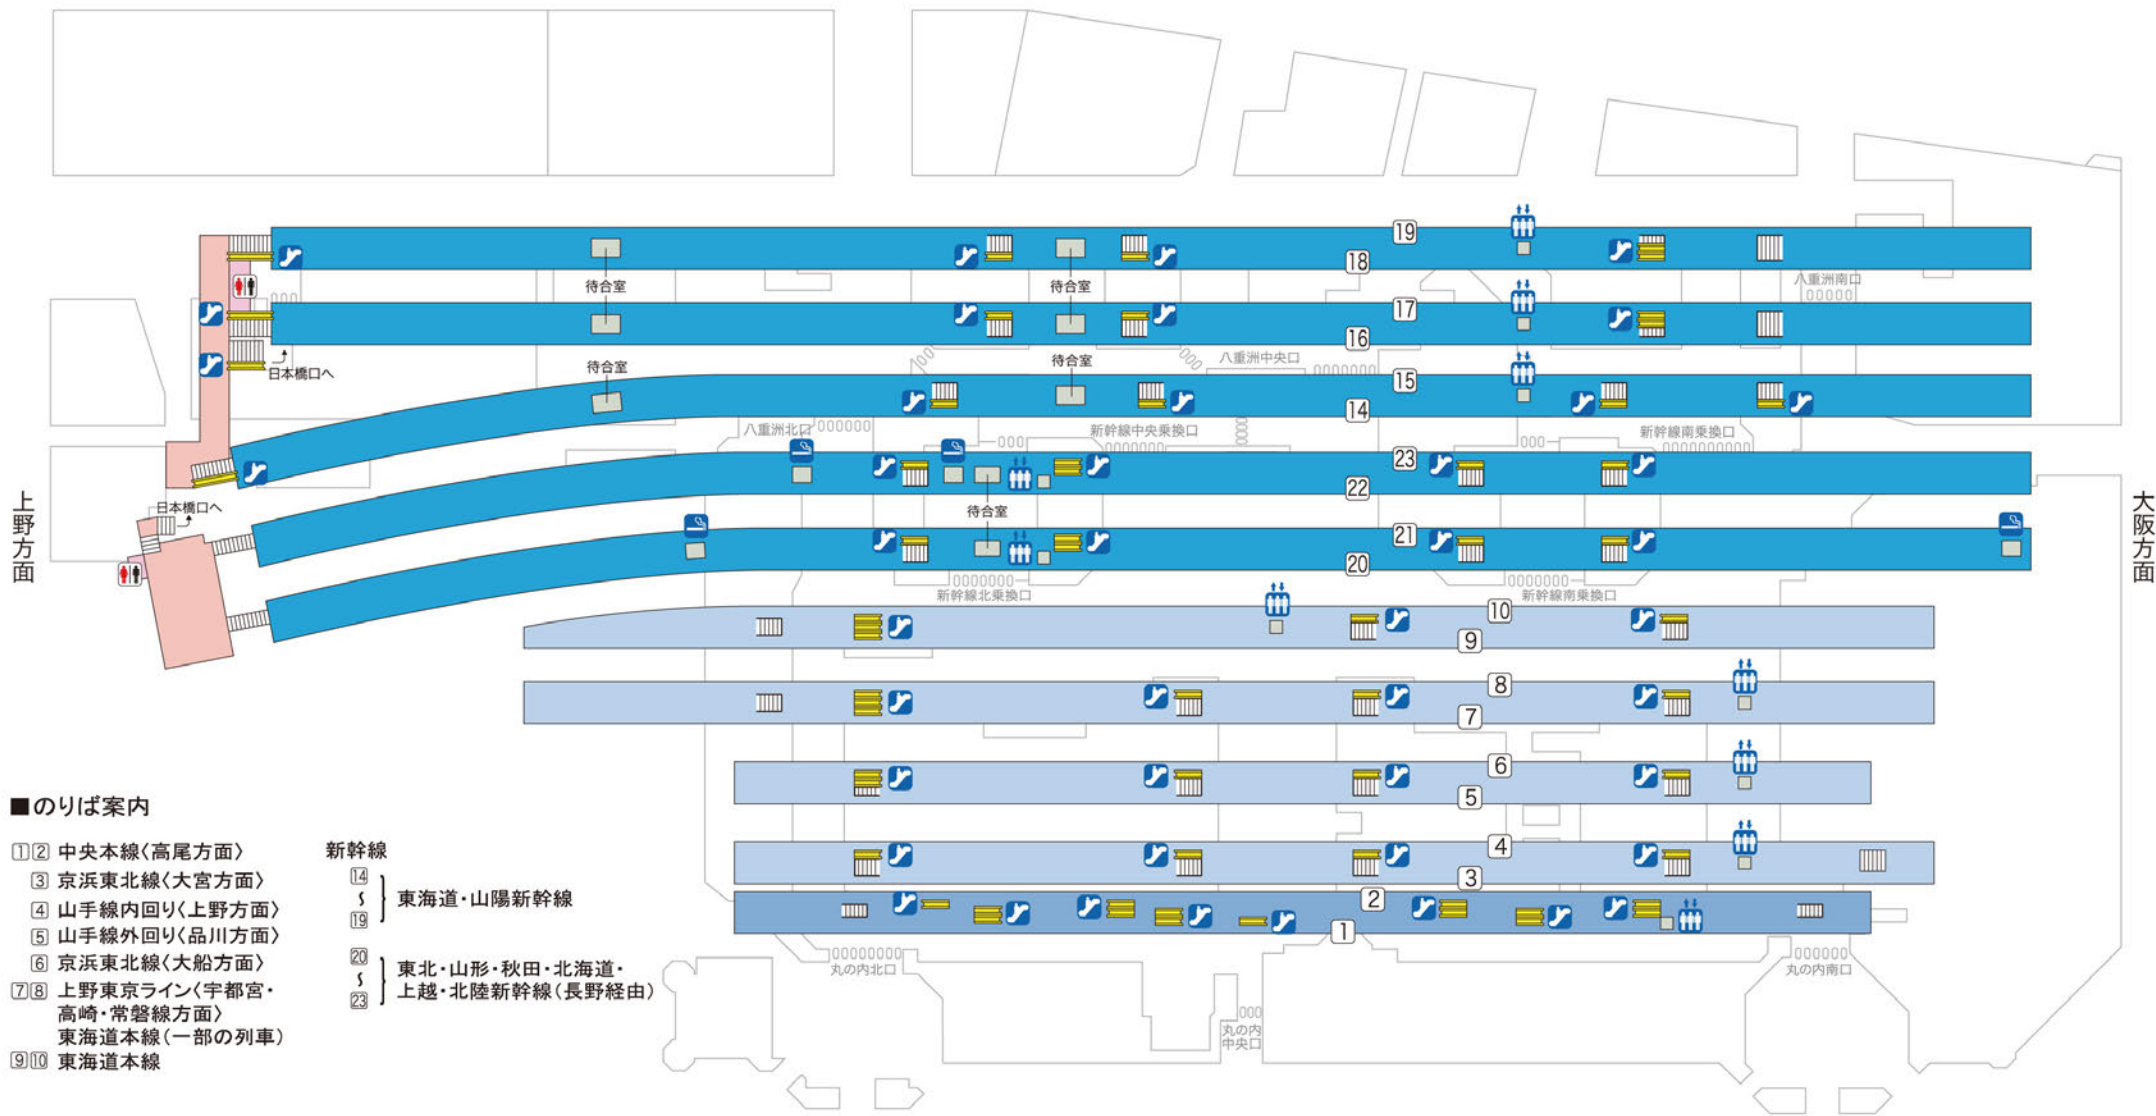 19
18
待合室
待合室
八重洲南口
17
16
八重洲中央口
日本橋口へ
待合室
待合室
15
14
八重洲北口
新幹線中央乗換口
新幹線南乗換口
23
22
上野方面
大阪方面
日本橋口へ
待合室
21
20
新幹線北乗換口
新幹線南乗換口
10
9
8
7
6
5
4
3
2
1
丸の内北口
丸の内南口
丸の内
中央口
■のりば案内
1 2 中央本線〈高尾方面〉
3 京浜東北線〈大宮方面〉
4 山手線内回り〈上野方面〉
5 山手線外回り〈品川方面〉
6 京浜東北線〈大船方面〉
7 8 上野東京ライン〈宇都宮・
高崎・常磐線方面〉
東海道本線(一部の列車)
9 10 東海道本線
新幹線
14
〜
19
東海道・山陽新幹線
20
〜
23
東北・山形・秋田・北海道・
上越・北陸新幹線(長野経由)